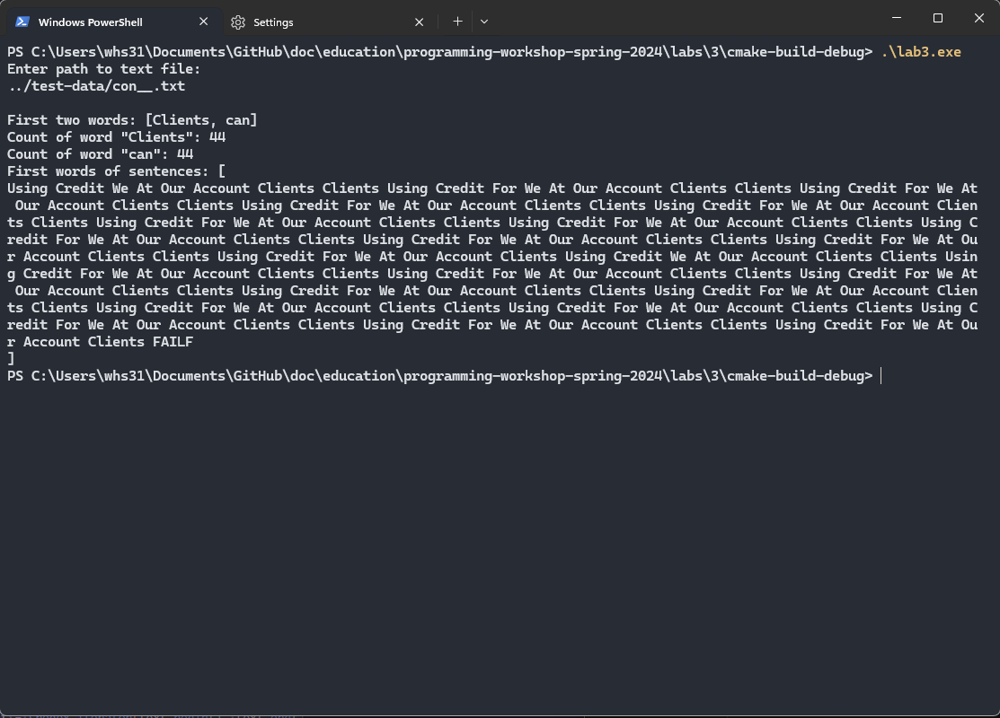 Windows PowerShell
Settings
PS C:\Users\whs31\Documents\GitHub\doc\education\programming-workshop-spring-2024\labs\3\cmake-build-debug> .\lab3.exe
Enter path to text file:
../test-data/con__.txt
First two words: [Clients, can]
Count of word "Clients": 44
Count of word "can": 44
First words of sentences: [
Using Credit We At Our Account Clients Clients Using Credit For We At Our Account Clients Clients Using Credit For We At
Our Account Clients Clients Using Credit For We At Our Account Clients Clients Using Credit For We At Our Account Clien
ts Clients Using Credit For We At Our Account Clients Clients Using Credit For We At Our Account Clients Clients Using C
redit For We At Our Account Clients Clients Using Credit For We At Our Account Clients Clients Using Credit For We At Ou
r Account Clients Clients Using Credit For We At Our Account Clients Using Credit We At Our Account Clients Clients Usin
g Credit For We At Our Account Clients Clients Using Credit For We At Our Account Clients Clients Using Credit For We At
Our Account Clients Clients Using Credit For We At Our Account Clients Clients Using Credit For We At Our Account Clien
ts Clients Using Credit For We At Our Account Clients Clients Using Credit For We At Our Account Clients Clients Using C
redit For We At Our Account Clients Clients Using Credit For We At Our Account Clients Clients Using Credit For We At Ou
r Account Clients FAILF
]
PS C:\Users\whs31\Documents\GitHub\doc\education\programming-workshop-spring-2024\labs\3\cmake-build-debug>